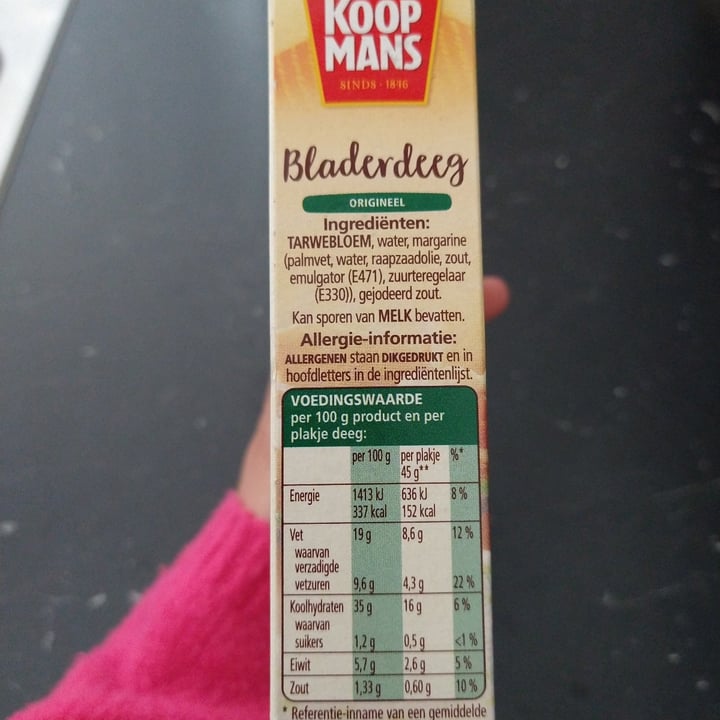 KOOP
MANS
SINDS · 1846
Bladerdeeg
ORIGINEEL
Ingrediënten:
TARWEBLOEM, water, margarine
(palmvet, water, raapzaadolie, zout,
emulgator (E471), zuurteregelaar
(E330)), gejodeerd zout.
Kan sporen van MELK bevatten.
Allergie-informatie:
ALLERGENEN staan DIKGEDRUKT en in
hoofdletters in de ingrediëntenlijst.
VOEDINGSWAARDE
per 100 g product en per
plakje deeg:
per 100 g per plakje %*
45 g**
Energie 1413 kJ 636 kJ 8 %
337 kcal 152 kcal
Vet 19 g 8,6 g 12 %
waarvan
verzadigde
vetzuren 9,6 g 4,3 g 22 %
Koolhydraten 35 g 16 g 6 %
waarvan
suikers 1,2 g 0,5 g <1 %
Eiwit 5,7 g 2,6 g 5 %
Zout 1,33 g 0,60 g 10 %
* Referentie-inname van een gemiddelde